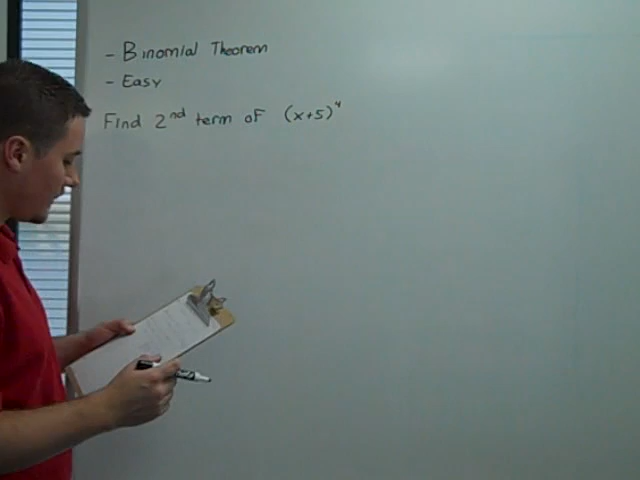 - Binomial Theorem
- Easy
Find 2nd term of (x+5)⁴